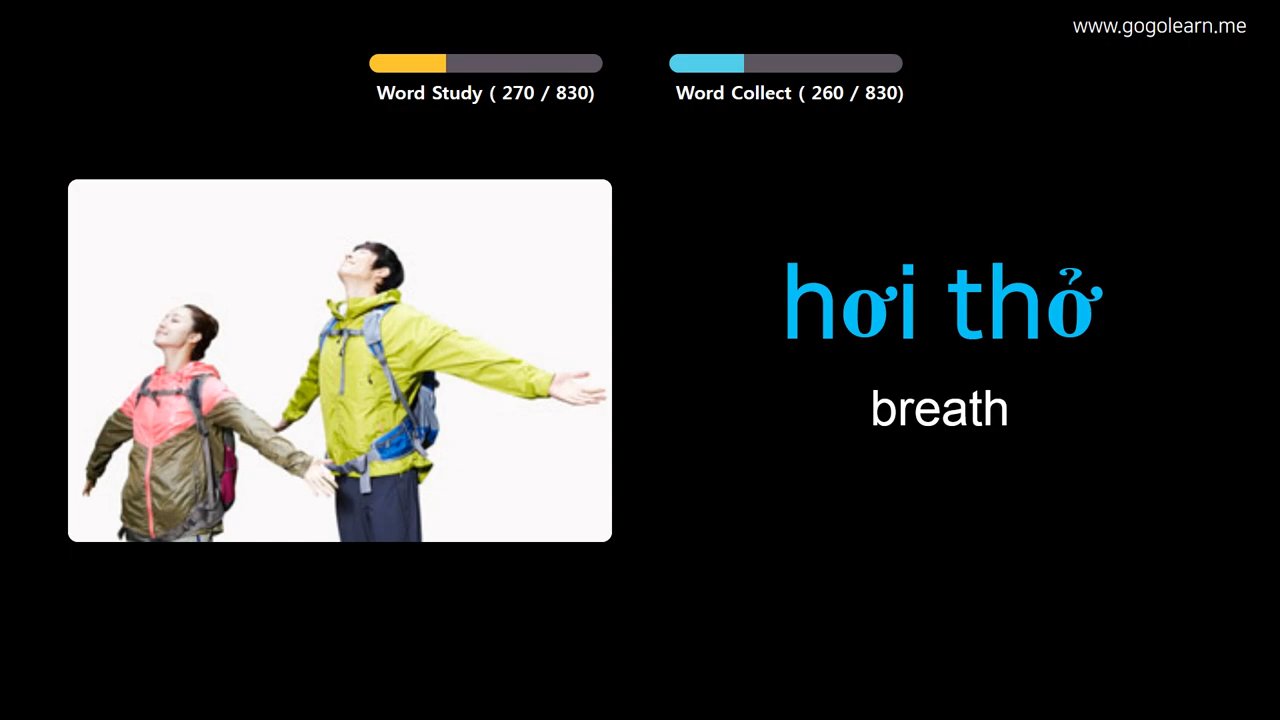 www.gogolearn.me
Word Study ( 270 / 830)
Word Collect ( 260 / 830)
hơi thở
breath